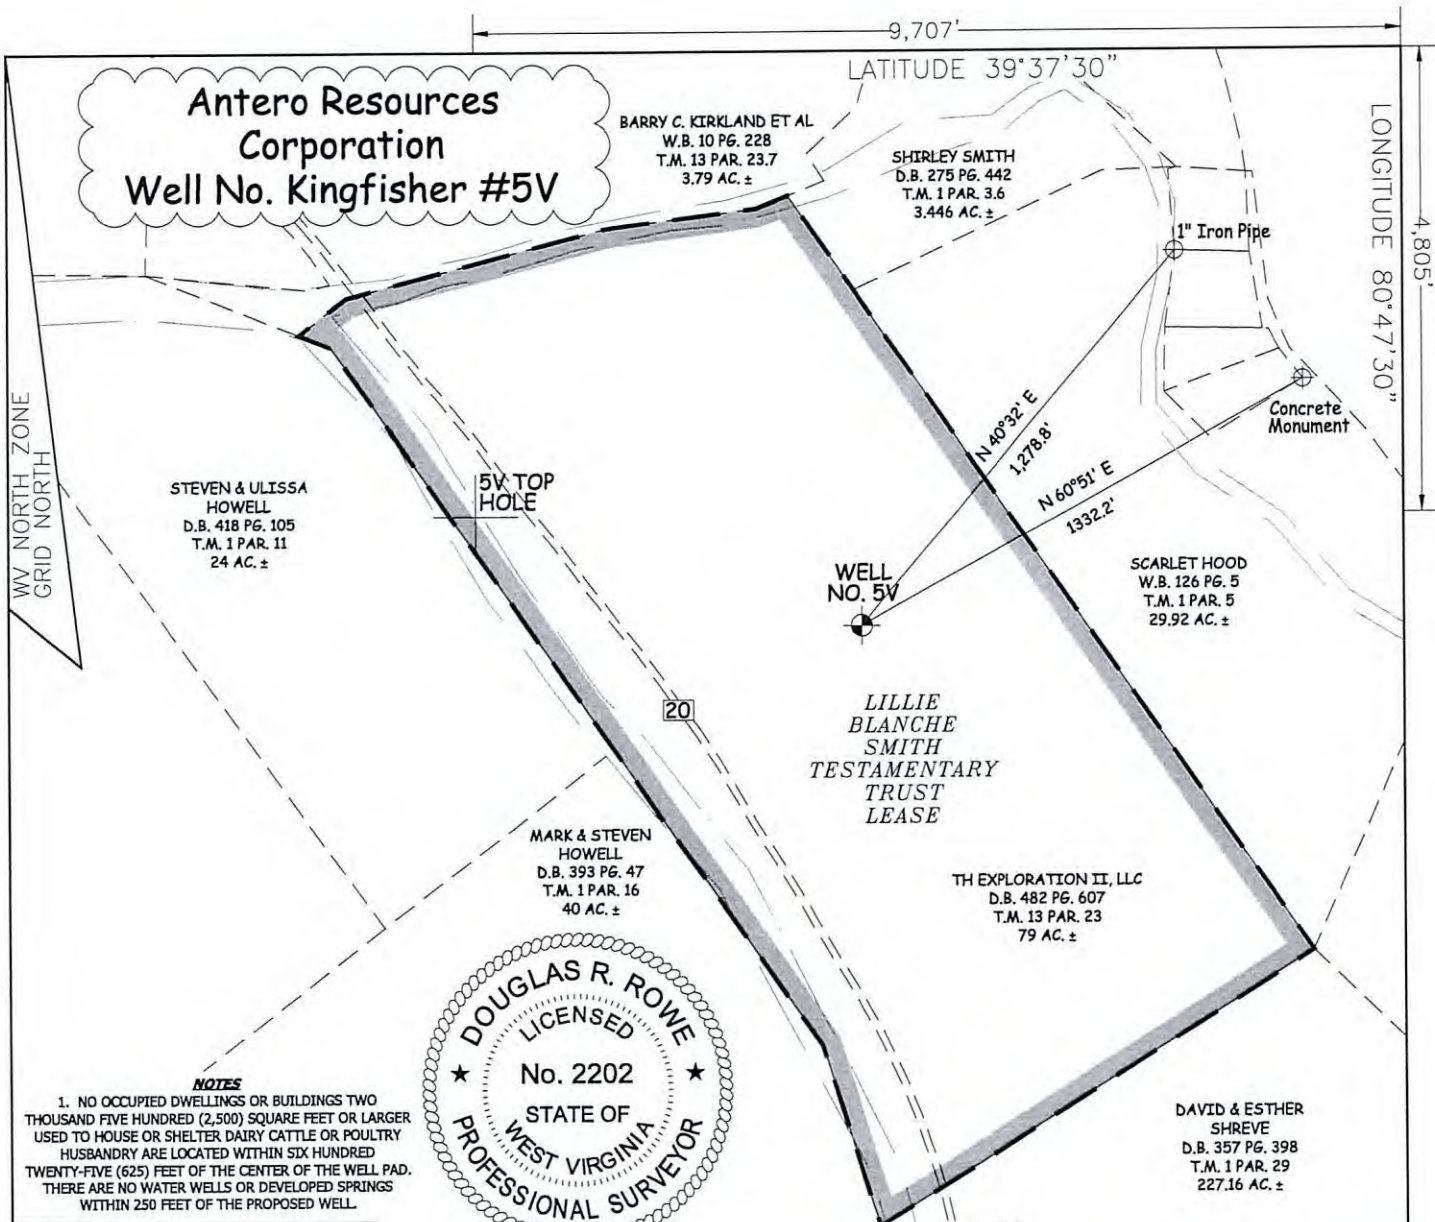 9,707'
LATITUDE 39°37'30"
Antero Resources
Corporation
Well No. Kingfisher #5V
BARRY C. KIRKLAND ET AL
W.B. 10 PG. 228
T.M. 13 PAR. 23.7
3.79 AC. ±
SHIRLEY SMITH
D.B. 275 PG. 442
T.M. 1 PAR. 3.6
3.446 AC. ±
LONGITUDE 80°47'30"
4,805'
1" Iron Pipe
Concrete
Monument
N 40°32' E
1,278.8'
N 60°51' E
1332.2'
WV NORTH ZONE
GRID NORTH
STEVEN & ULISSA
HOWELL
D.B. 418 PG. 105
T.M. 1 PAR. 11
24 AC. ±
5V TOP
HOLE
WELL
NO. 5V
SCARLET HOOD
W.B. 126 PG. 5
T.M. 1 PAR. 5
29.92 AC. ±
20
LILLIE
BLANCHE
SMITH
TESTAMENTARY
TRUST
LEASE
MARK & STEVEN
HOWELL
D.B. 393 PG. 47
T.M. 1 PAR. 16
40 AC. ±
TH EXPLORATION II, LLC
D.B. 482 PG. 607
T.M. 13 PAR. 23
79 AC. ±
DOUGLAS R. ROWE
LICENSED
No. 2202
STATE OF
WEST VIRGINIA
PROFESSIONAL SURVEYOR
NOTES
1. NO OCCUPIED DWELLINGS OR BUILDINGS TWO
THOUSAND FIVE HUNDRED (2,500) SQUARE FEET OR LARGER
USED TO HOUSE OR SHELTER DAIRY CATTLE OR POULTRY
HUSBANDRY ARE LOCATED WITHIN SIX HUNDRED
TWENTY-FIVE (625) FEET OF THE CENTER OF THE WELL PAD.
THERE ARE NO WATER WELLS OR DEVELOPED SPRINGS
WITHIN 250 FEET OF THE PROPOSED WELL.
DAVID & ESTHER
SHREVE
D.B. 357 PG. 398
T.M. 1 PAR. 29
227.16 AC. ±